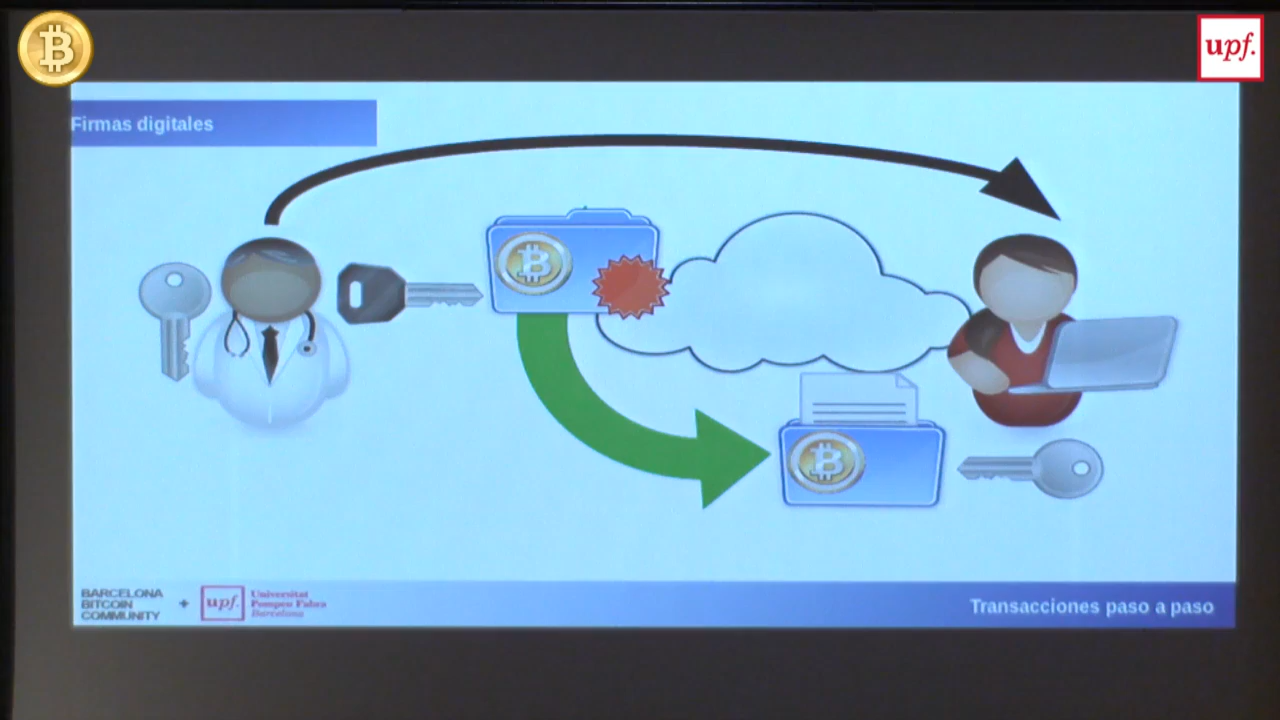 upf.
Firmas digitales
BARCELONA
BITCOIN
COMMUNITY
+
upf.
Universitat
Pompeu Fabra
Barcelona
Transacciones paso a paso